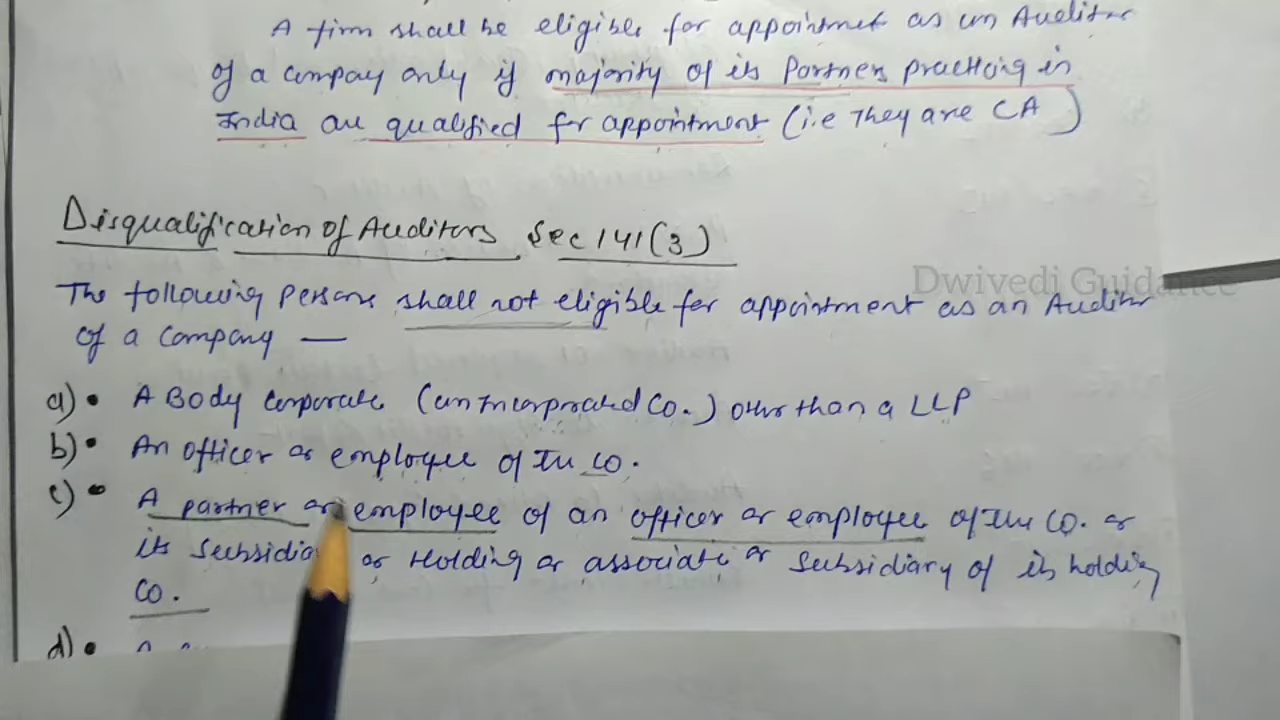 A firm shall be eligible for appointment as an Auditor
of a company only if majority of its Partners practicing in
India are qualified for appointment (i.e They are CA)
Disqualification of Auditors Sec 141(3)
Dwivedi Guidance
The following Persons shall not eligible for appointment as an Auditor
of a company —
a) • A Body Corporate (an Incorporated Co.) other than a LLP
b) • An officer or employee of the Co.
c) • A partner or employee of an officer or employee of the Co. or
its Subsidia or Holding or associate or Subsidiary of its holding
Co.
d) •